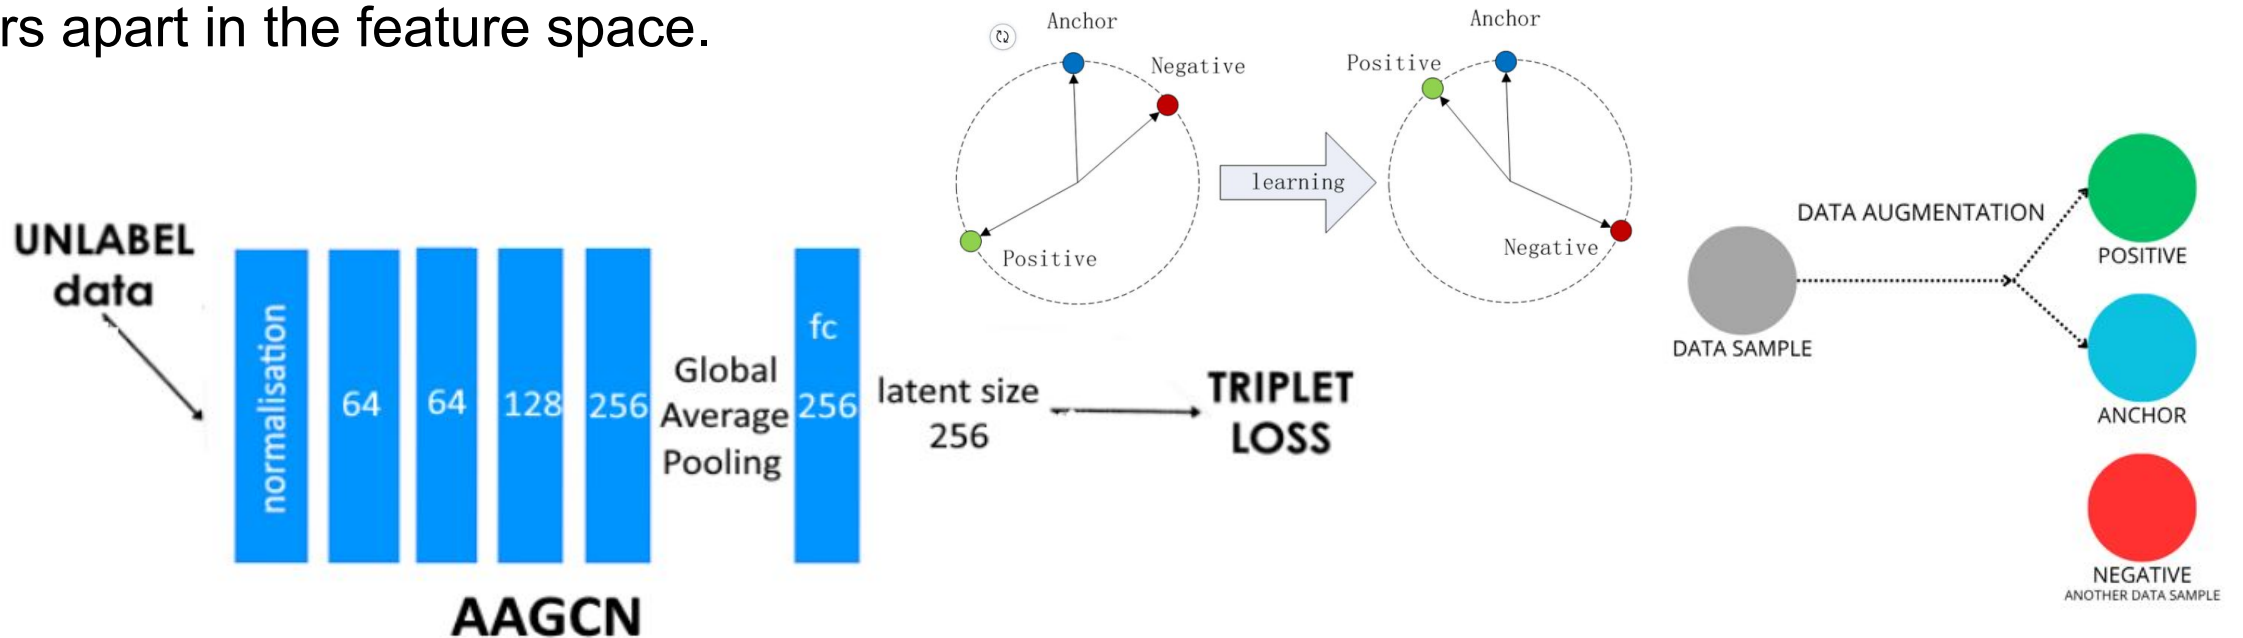 rs apart in the feature space.
Anchor
Negative
Positive
learning
Anchor
Positive
Negative
UNLABEL
data
normalisation
64
64
128
256
Global
Average
Pooling
fc
256
latent size
256
TRIPLET
LOSS
AAGCN
DATA SAMPLE
DATA AUGMENTATION
POSITIVE
ANCHOR
NEGATIVE
ANOTHER DATA SAMPLE